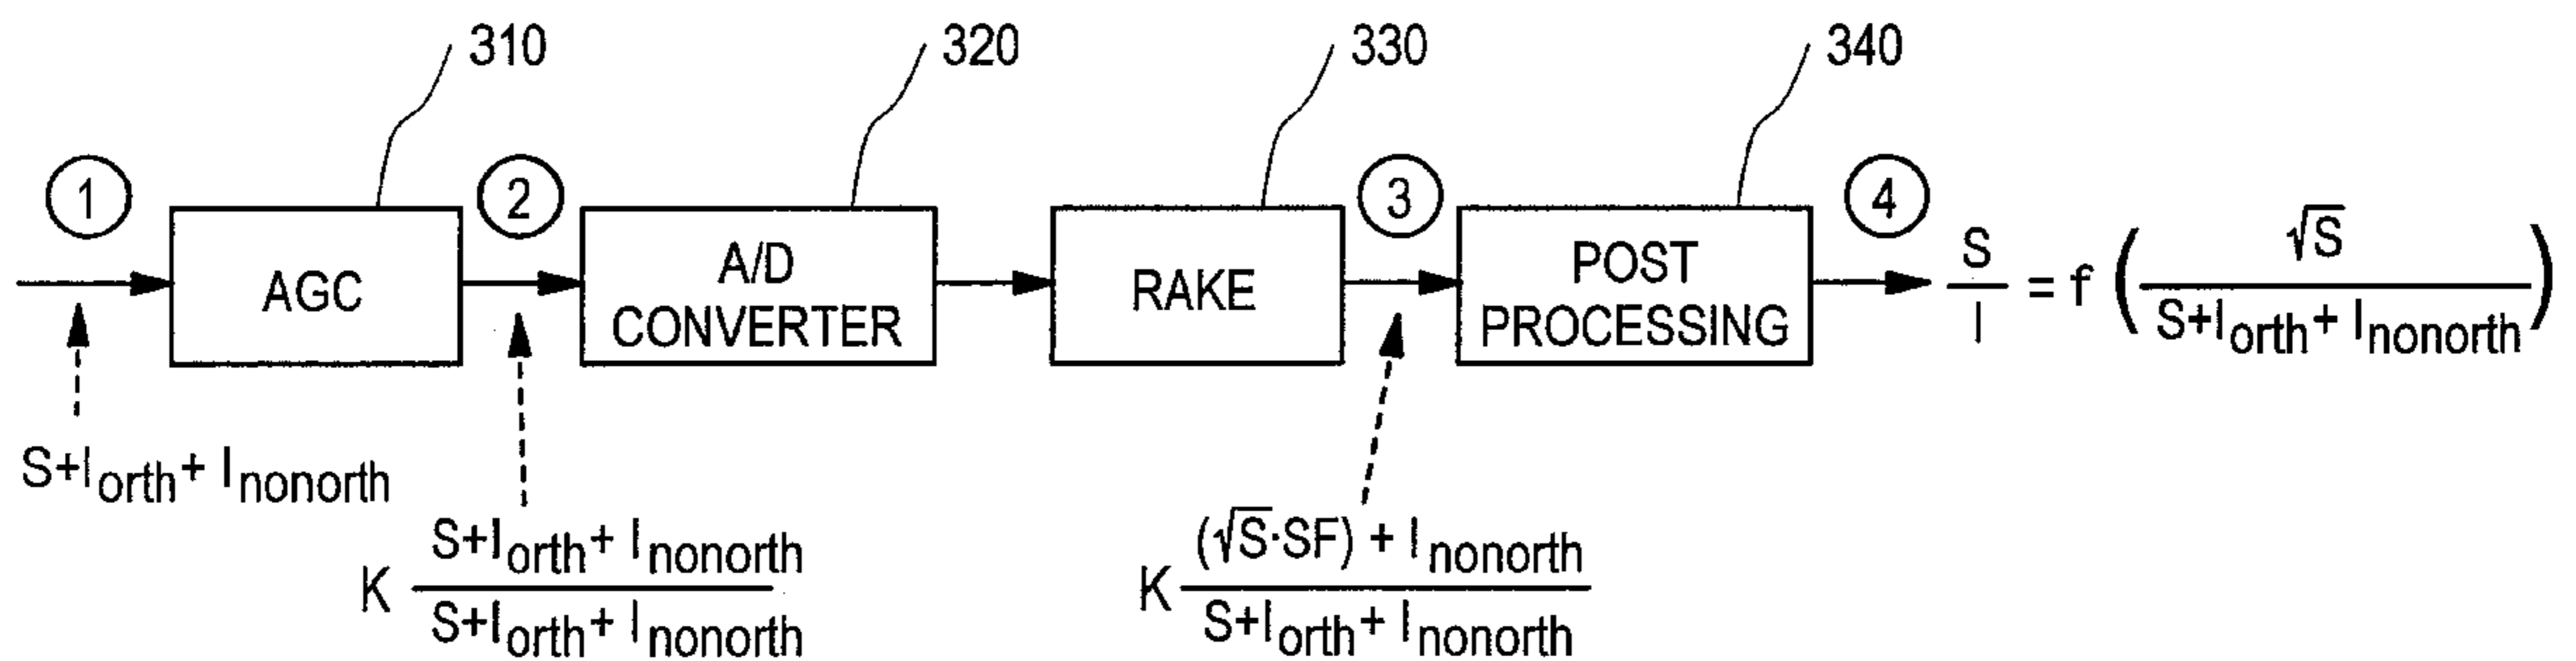 310
320
330
340
1
2
3
4
AGC
A/D
CONVERTER
RAKE
POST
PROCESSING
S/I = f ( √S / S+Iorth+ Inonorth )
S+Iorth+ Inonorth
K S+Iorth+ Inonorth / S+Iorth+ Inonorth
K (√S·SF) + Inonorth / S+Iorth+ Inonorth